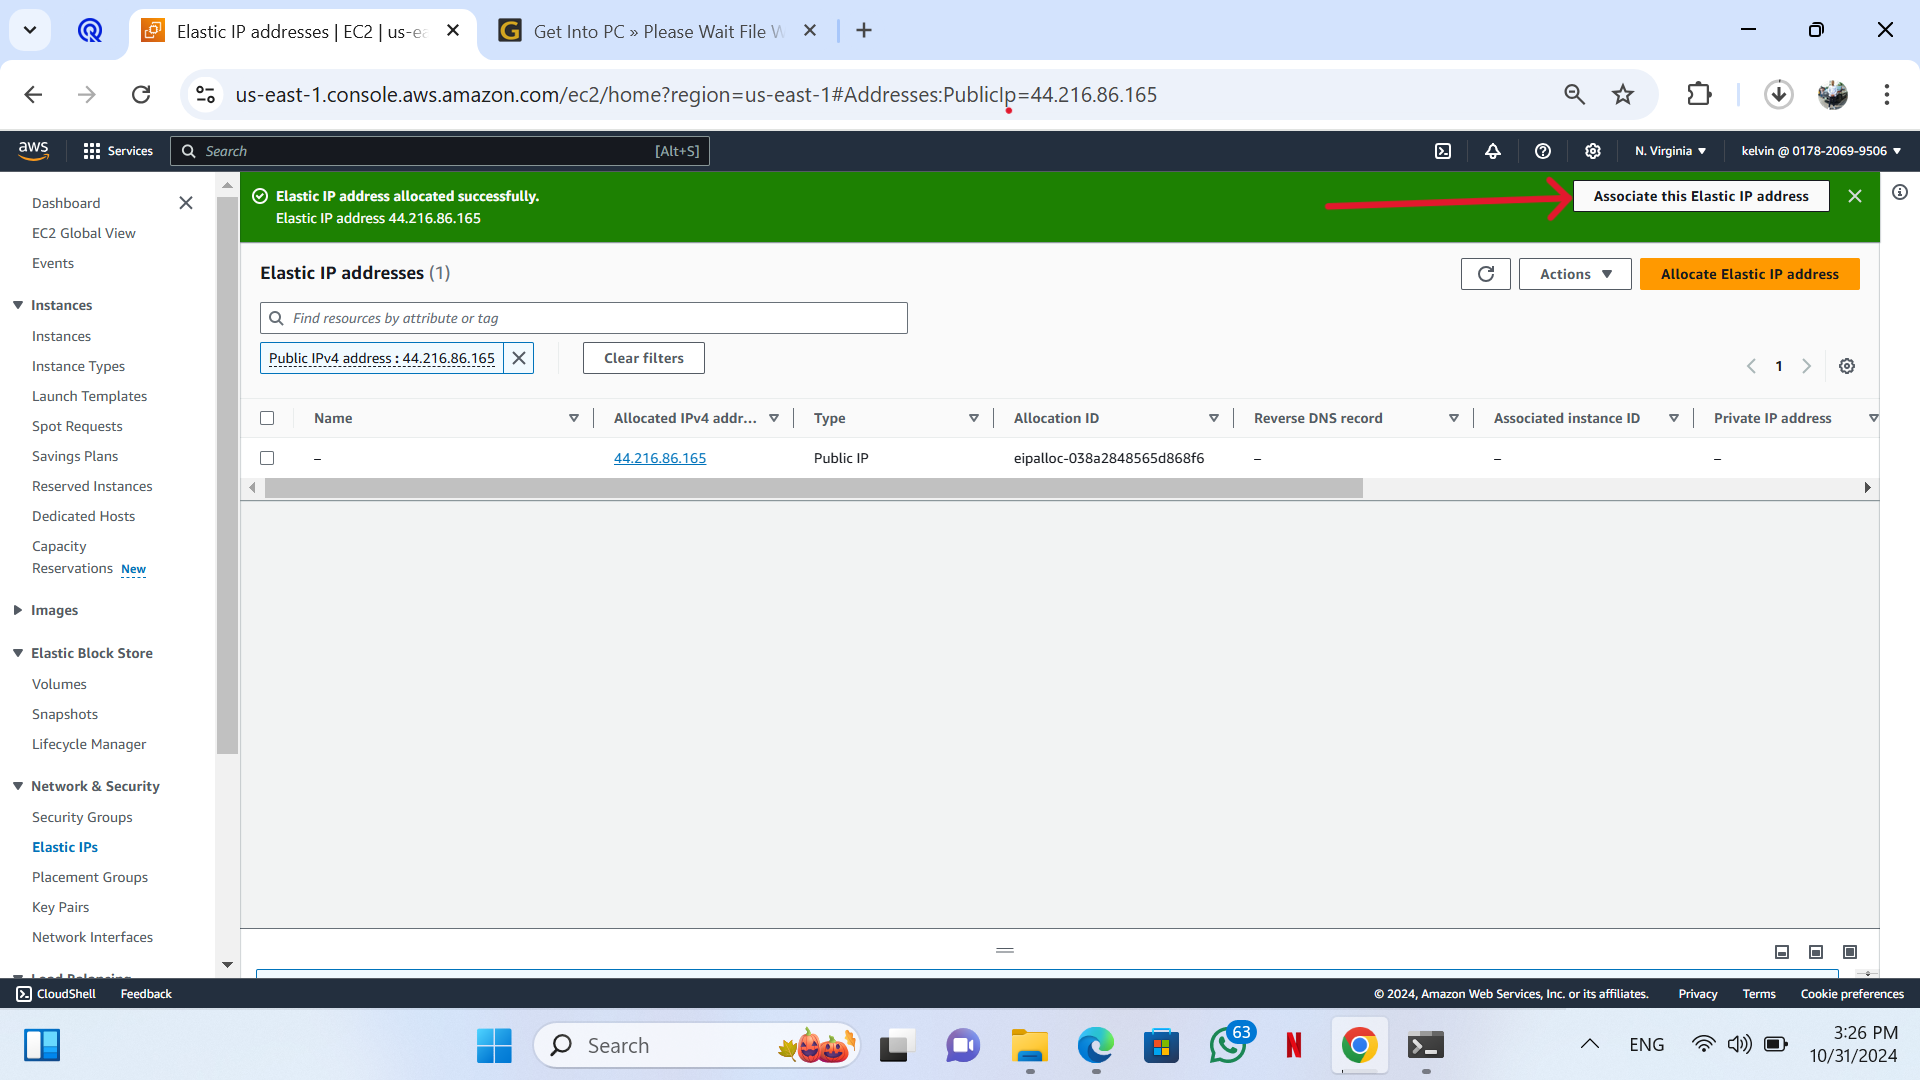 Elastic IP addresses | EC2 | us-ea
Get Into PC » Please Wait File W
us-east-1.console.aws.amazon.com/ec2/home?region=us-east-1#Addresses:PublicIp=44.216.86.165
aws
Services
Search
[Alt+S]
N. Virginia
kelvin @ 0178-2069-9506
Dashboard
EC2 Global View
Events
Instances
Instances
Instance Types
Launch Templates
Spot Requests
Savings Plans
Reserved Instances
Dedicated Hosts
Capacity
Reservations New
Images
Elastic Block Store
Volumes
Snapshots
Lifecycle Manager
Network & Security
Security Groups
Elastic IPs
Placement Groups
Key Pairs
Network Interfaces
Load Balancing
Elastic IP address allocated successfully.
Elastic IP address 44.216.86.165
Associate this Elastic IP address
Elastic IP addresses (1)
Actions
Allocate Elastic IP address
Find resources by attribute or tag
Public IPv4 address : 44.216.86.165
Clear filters
1
Name Allocated IPv4 addr... Type Allocation ID Reverse DNS record Associated instance ID Private IP address
– 44.216.86.165 Public IP eipalloc-038a2848565d868f6 – – –
CloudShell Feedback
© 2024, Amazon Web Services, Inc. or its affiliates. Privacy Terms Cookie preferences
Search
63
N
ENG
3:26 PM
10/31/2024